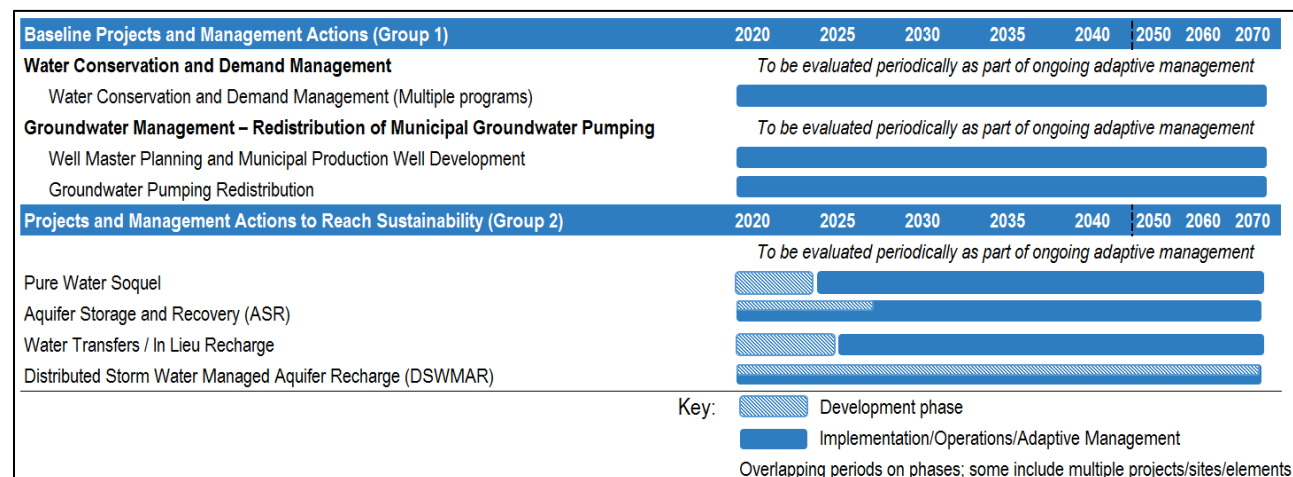 Baseline Projects and Management Actions (Group 1) 2020 2025 2030 2035 2040 2050 2060 2070
Water Conservation and Demand Management To be evaluated periodically as part of ongoing adaptive management
Water Conservation and Demand Management (Multiple programs)
Groundwater Management – Redistribution of Municipal Groundwater Pumping To be evaluated periodically as part of ongoing adaptive management
Well Master Planning and Municipal Production Well Development
Groundwater Pumping Redistribution
Projects and Management Actions to Reach Sustainability (Group 2) 2020 2025 2030 2035 2040 2050 2060 2070
To be evaluated periodically as part of ongoing adaptive management
Pure Water Soquel
Aquifer Storage and Recovery (ASR)
Water Transfers / In Lieu Recharge
Distributed Storm Water Managed Aquifer Recharge (DSWMAR)
Key: Development phase
Implementation/Operations/Adaptive Management
Overlapping periods on phases; some include multiple projects/sites/elements